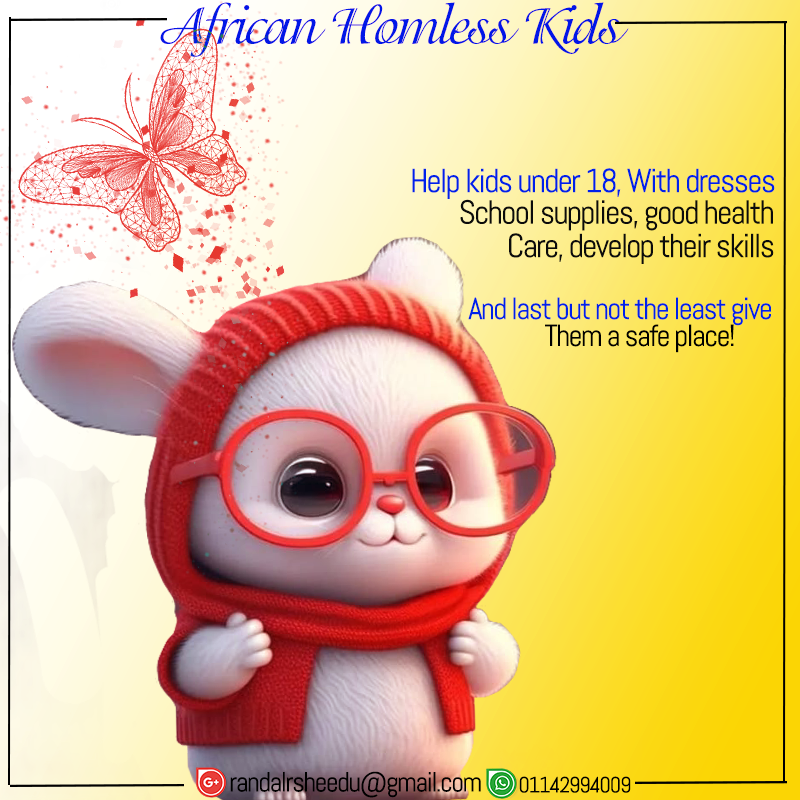 African Homless Kids
Help kids under 18, With dresses
School supplies, good health
Care, develop their skills
And last but not the least give
Them a safe place!
G+ randalrsheedu@gmail.com 01142994009